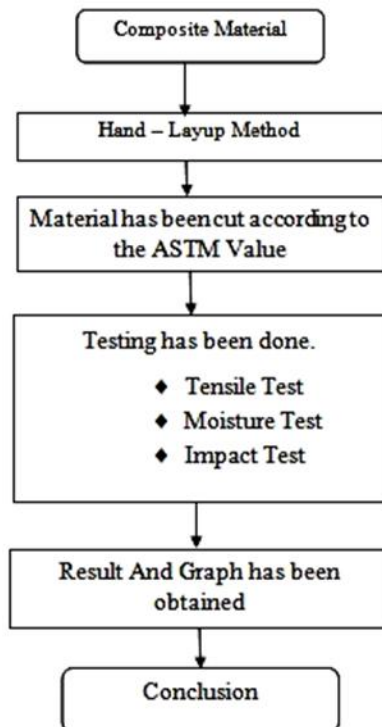 Composite Material
Hand – Layup Method
Material has been cut according to
the ASTM Value
Testing has been done.
♦ Tensile Test
♦ Moisture Test
♦ Impact Test
Result And Graph has been
obtained
Conclusion